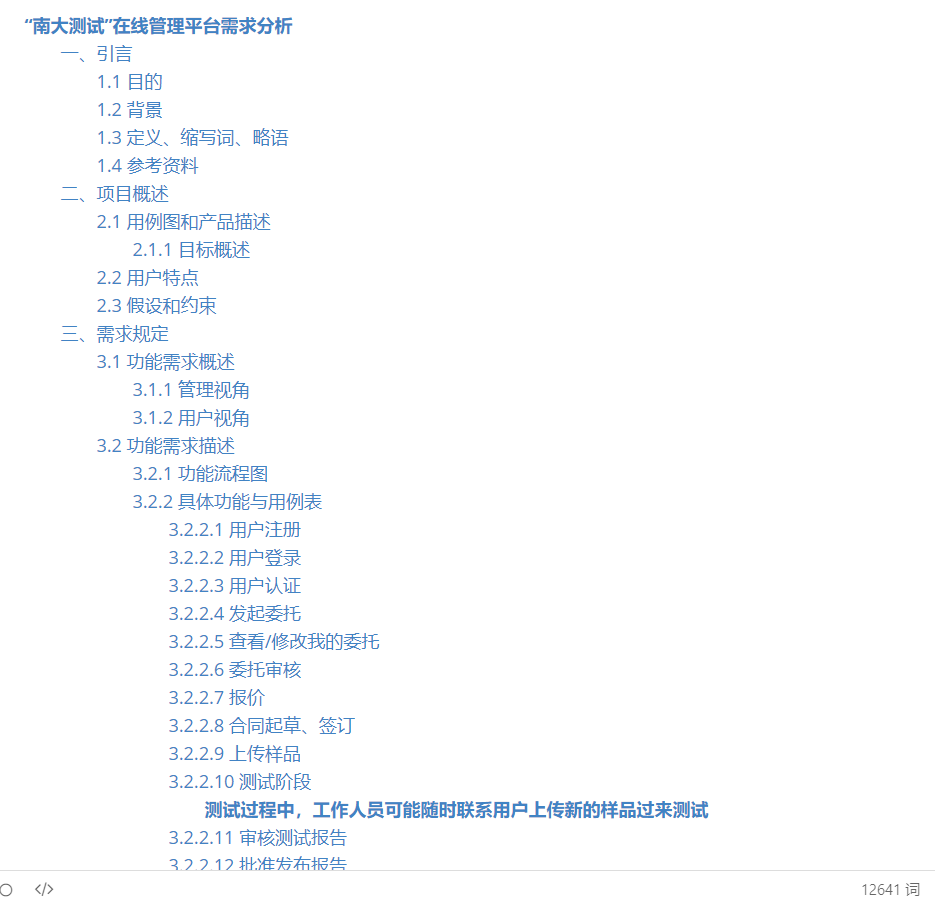 “南大测试”在线管理平台需求分析
一、引言
1.1 目的
1.2 背景
1.3 定义、缩写词、略语
1.4 参考资料
二、项目概述
2.1 用例图和产品描述
2.1.1 目标概述
2.2 用户特点
2.3 假设和约束
三、需求规定
3.1 功能需求概述
3.1.1 管理视角
3.1.2 用户视角
3.2 功能需求描述
3.2.1 功能流程图
3.2.2 具体功能与用例表
3.2.2.1 用户注册
3.2.2.2 用户登录
3.2.2.3 用户认证
3.2.2.4 发起委托
3.2.2.5 查看/修改我的委托
3.2.2.6 委托审核
3.2.2.7 报价
3.2.2.8 合同起草、签订
3.2.2.9 上传样品
3.2.2.10 测试阶段
测试过程中，工作人员可能随时联系用户上传新的样品过来测试
3.2.2.11 审核测试报告
3.2.2.12 批准发布报告
</> 12641 词